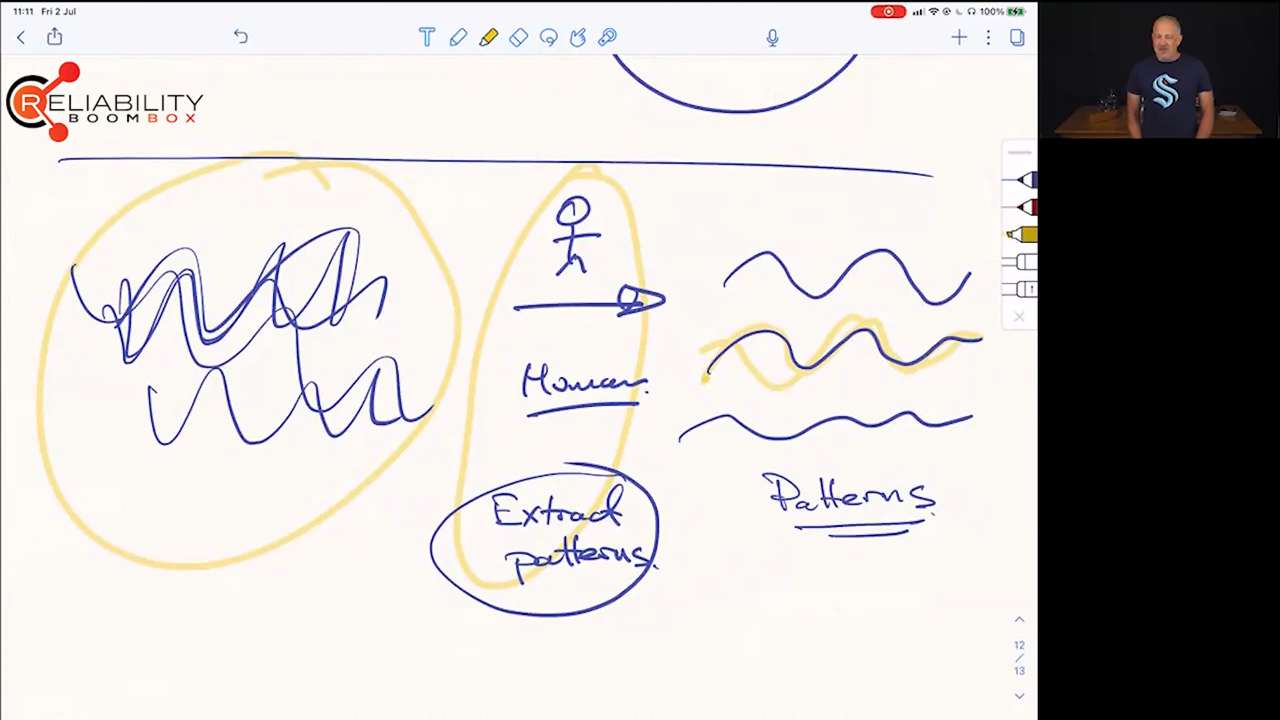 11:11 Fri 2 Jul
100%
T
RELIABILITY
BOOMBOX
Human.
Extract
patterns.
Patterns.
12
/
13